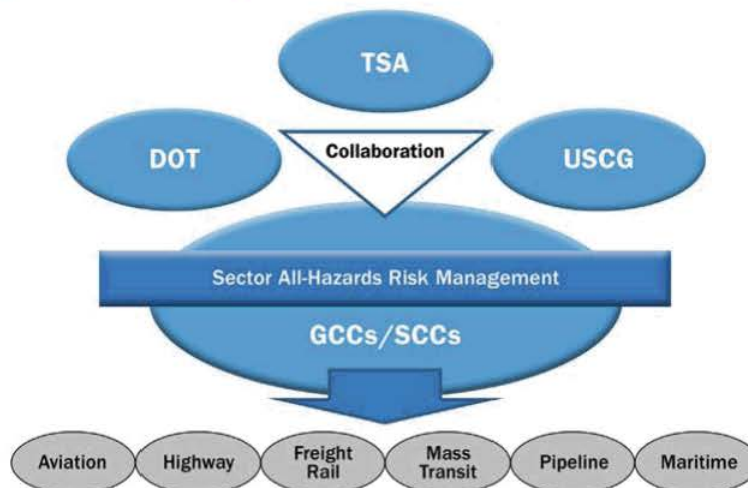 TSA
DOT
Collaboration
USCG
Sector All-Hazards Risk Management
GCCs/SCCs
Aviation
Highway
Freight
Rail
Mass
Transit
Pipeline
Maritime